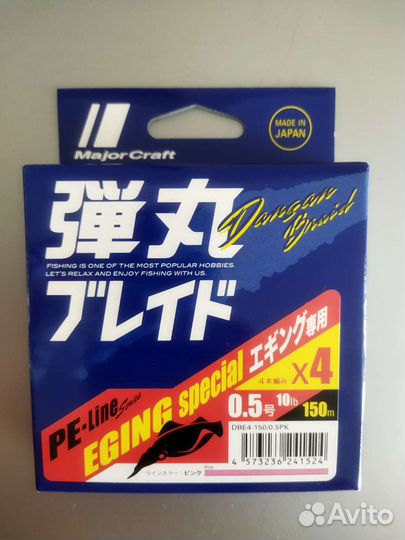 MADE IN
JAPAN
Major Craft
弾丸
Dangan
Braid
FISHING IS ONE OF THE MOST POPULAR HOBBIES.
LET'S RELAX AND ENJOY FISHING WITH US.
ブレイド
PE-Line Series
EGING special エギング専用
4本編み X4
0.5号 10lb 150m
DBE4-150/0.5PK
ラインカラー：ピンク
Pink
4 573236 241524
Avito